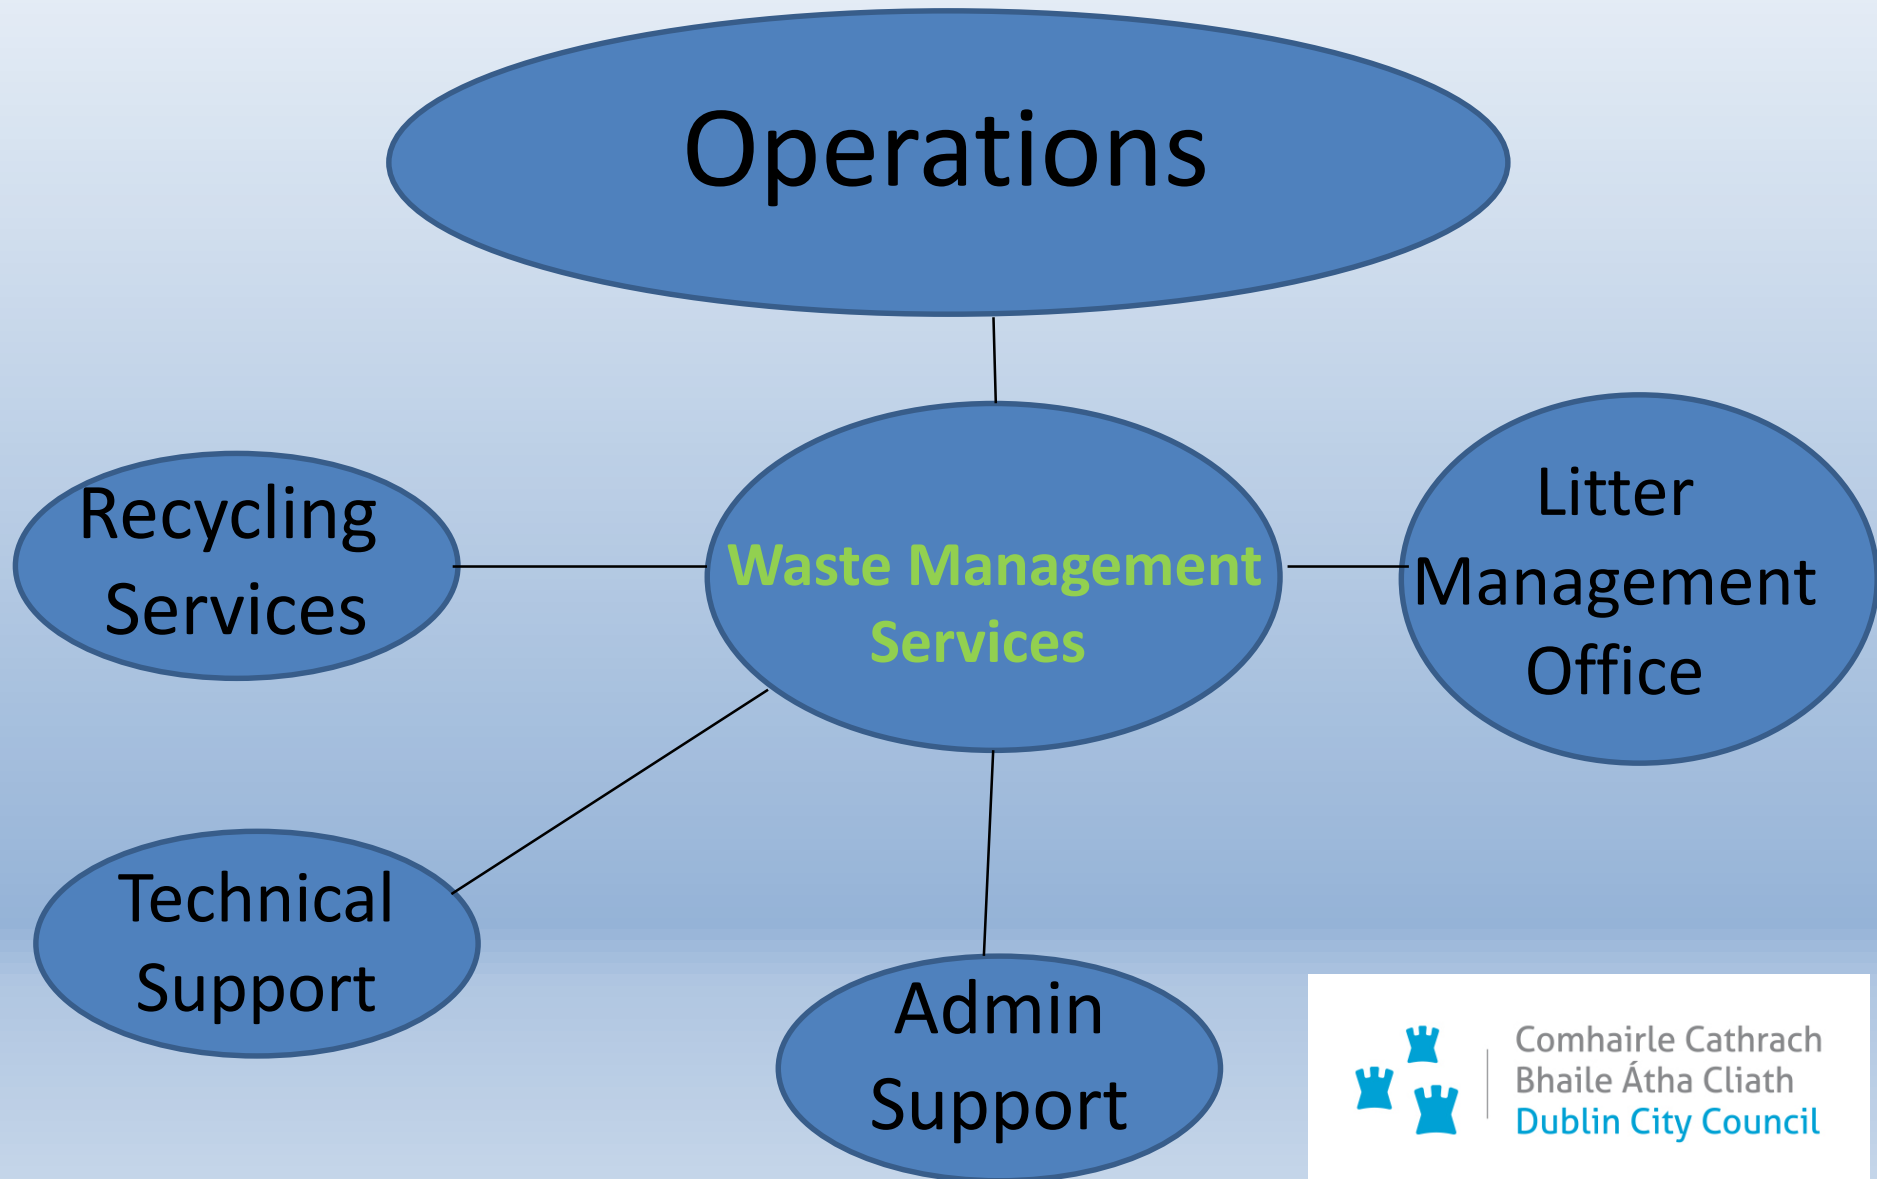 Operations
Recycling
Services
Waste Management
Services
Litter
Management
Office
Technical
Support
Admin
Support
Comhairle Cathrach
Bhaile Átha Cliath
Dublin City Council